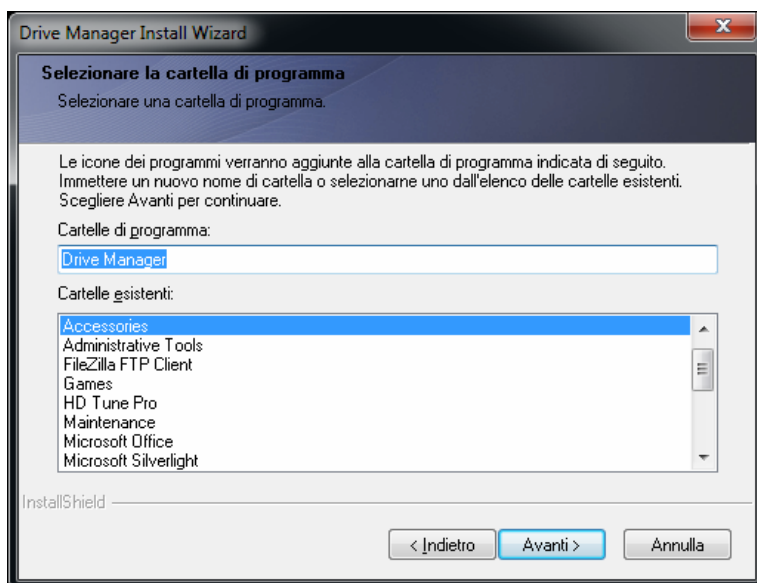 Drive Manager Install Wizard
Selezionare la cartella di programma
Selezionare una cartella di programma.
Le icone dei programmi verranno aggiunte alla cartella di programma indicata di seguito.
Immettere un nuovo nome di cartella o selezionarne uno dall'elenco delle cartelle esistenti.
Scegliere Avanti per continuare.
Cartelle di programma:
Drive Manager
Cartelle esistenti:
Accessories
Administrative Tools
FileZilla FTP Client
Games
HD Tune Pro
Maintenance
Microsoft Office
Microsoft Silverlight
InstallShield
< Indietro Avanti > Annulla